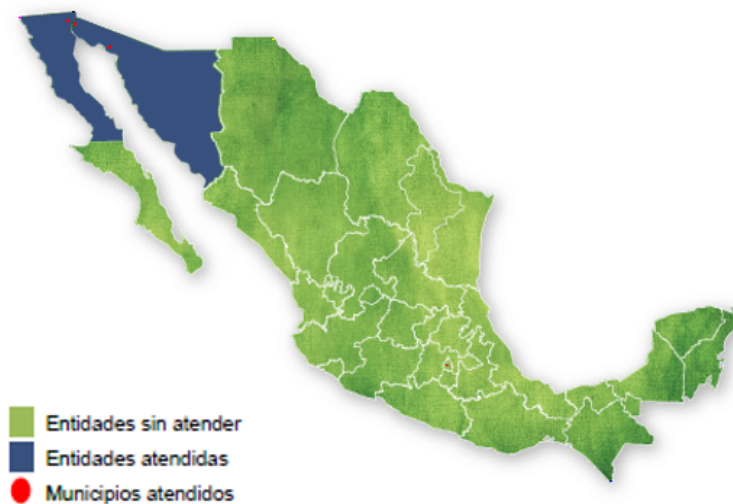 Entidades sin atender
Entidades atendidas
Municipios atendidos